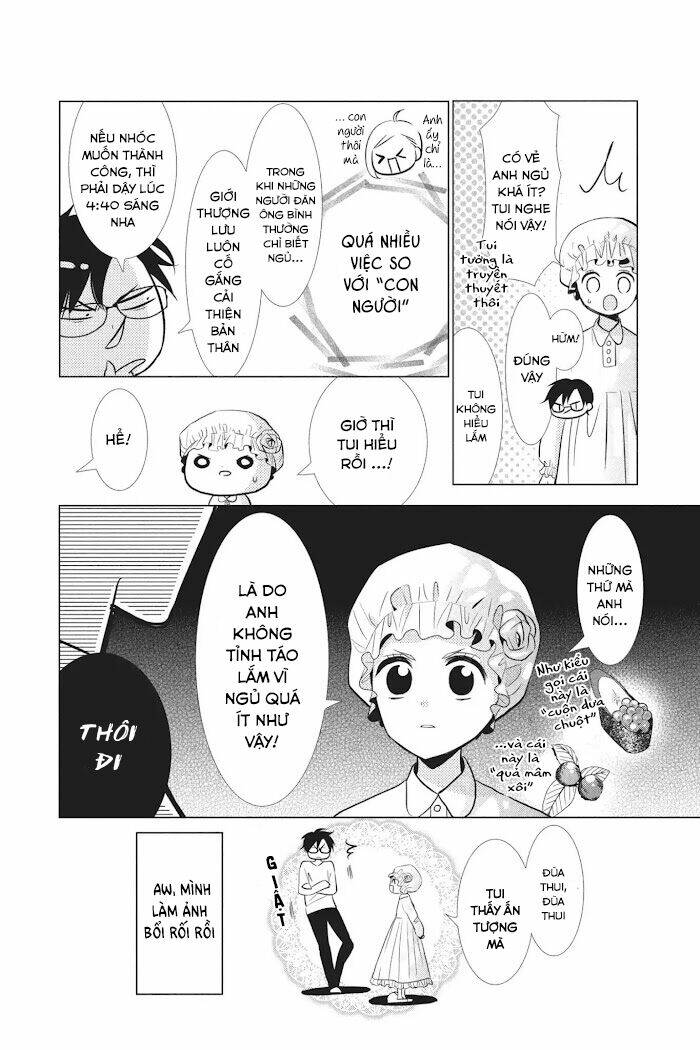 CÓ VẺ
ANH NGỦ
KHÁ ÍT?
TUI NGHE
NÓI VẬY!
Tui
tưởng là
truyền
thuyết
thôi
HỪM!
ĐÚNG
VẬY
TUI
KHÔNG
HIỂU
LẮM
Anh
ấy chỉ
là...
... con
người
thôi
mà
QUÁ NHIỀU
VIỆC SO
VỚI "CON
NGƯỜI"
TRONG
KHI NHỮNG
NGƯỜI ĐÀN
ÔNG BÌNH
THƯỜNG
CHỈ BIẾT
NGỦ...
GIỚI
THƯỢNG
LƯU
LUÔN CỐ
GẮNG
CẢI
THIỆN
BẢN
THÂN
NẾU NHÓC
MUỐN THÀNH
CÔNG, THÌ
PHẢI DẬY LÚC
4:40 SÁNG
NHA
GIỜ THÌ
TUI HIỂU
RỒI ...!
HỂ!
NHỮNG
THỨ MÀ
ANH
NÓI...
Như kiểu
gọi cái
này là
"cuộn dưa
chuột"
...và cái
này là
"quả mâm
xôi"
LÀ DO
ANH
KHÔNG
TỈNH TÁO
LẮM VÌ
NGỦ QUÁ
ÍT NHƯ
VẬY!
THÔI
ĐI
ĐÙA
THUI,
ĐÙA
THUI
TUI
THẤY ẤN
TƯỢNG
MÀ
GIẬT
AW, MÌNH
LÀM ẢNH
BỐI RỐI RỒI